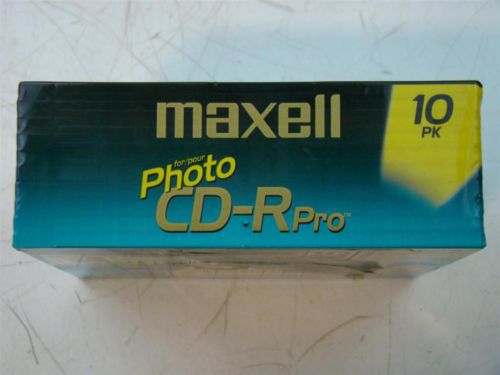 maxell
10
PK
for/pour
Photo
CD-R Pro™